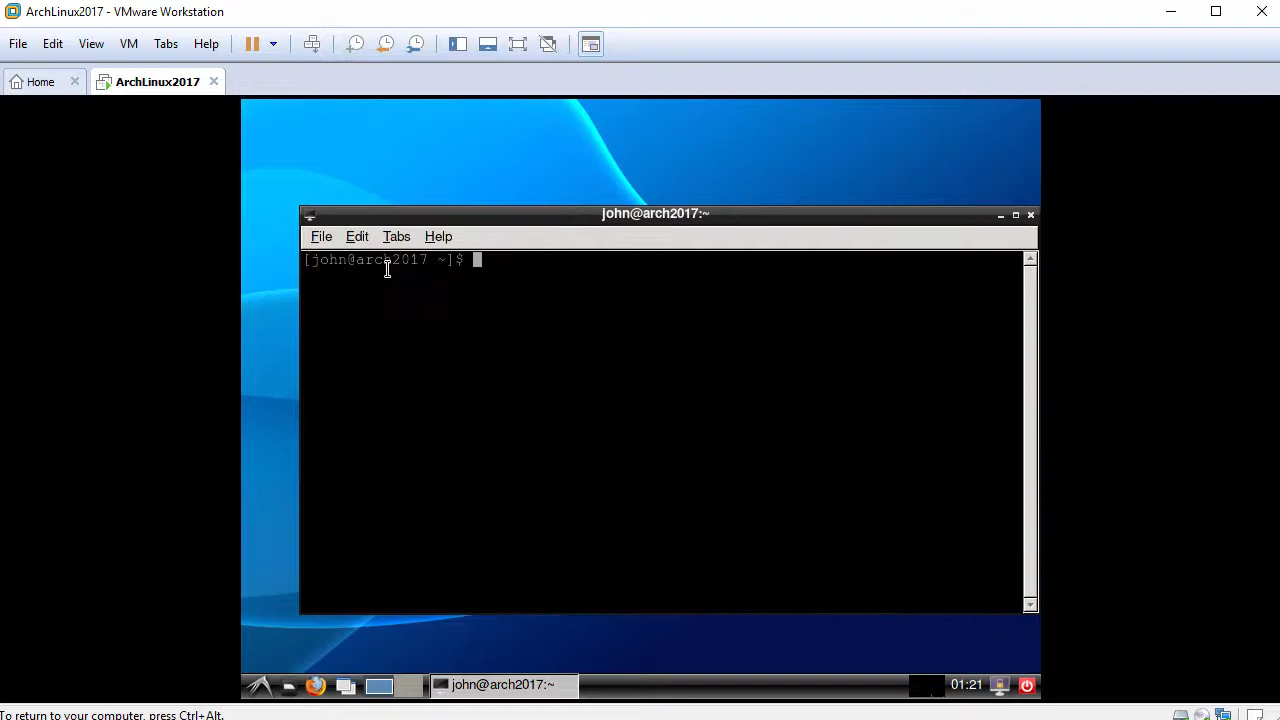 ArchLinux2017 - VMware Workstation
File Edit View VM Tabs Help
Home ArchLinux2017
john@arch2017:~
File Edit Tabs Help
[john@arch2017 ~]$
john@arch2017:~ 01:21
To return to your computer, press Ctrl+Alt.